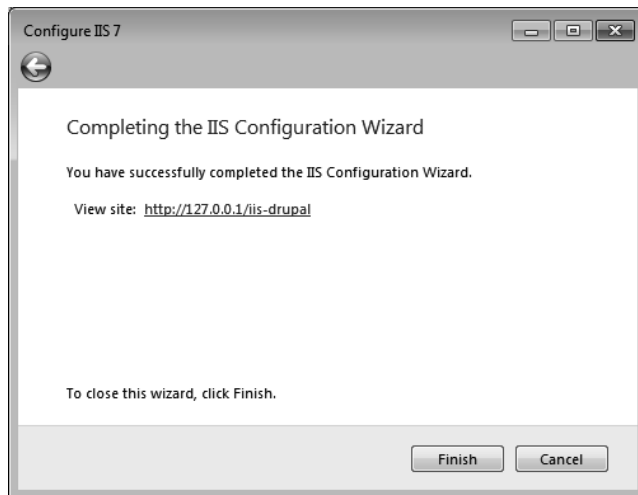 Configure IIS 7
Completing the IIS Configuration Wizard
You have successfully completed the IIS Configuration Wizard.
View site: http://127.0.0.1/iis-drupal
To close this wizard, click Finish.
Finish Cancel